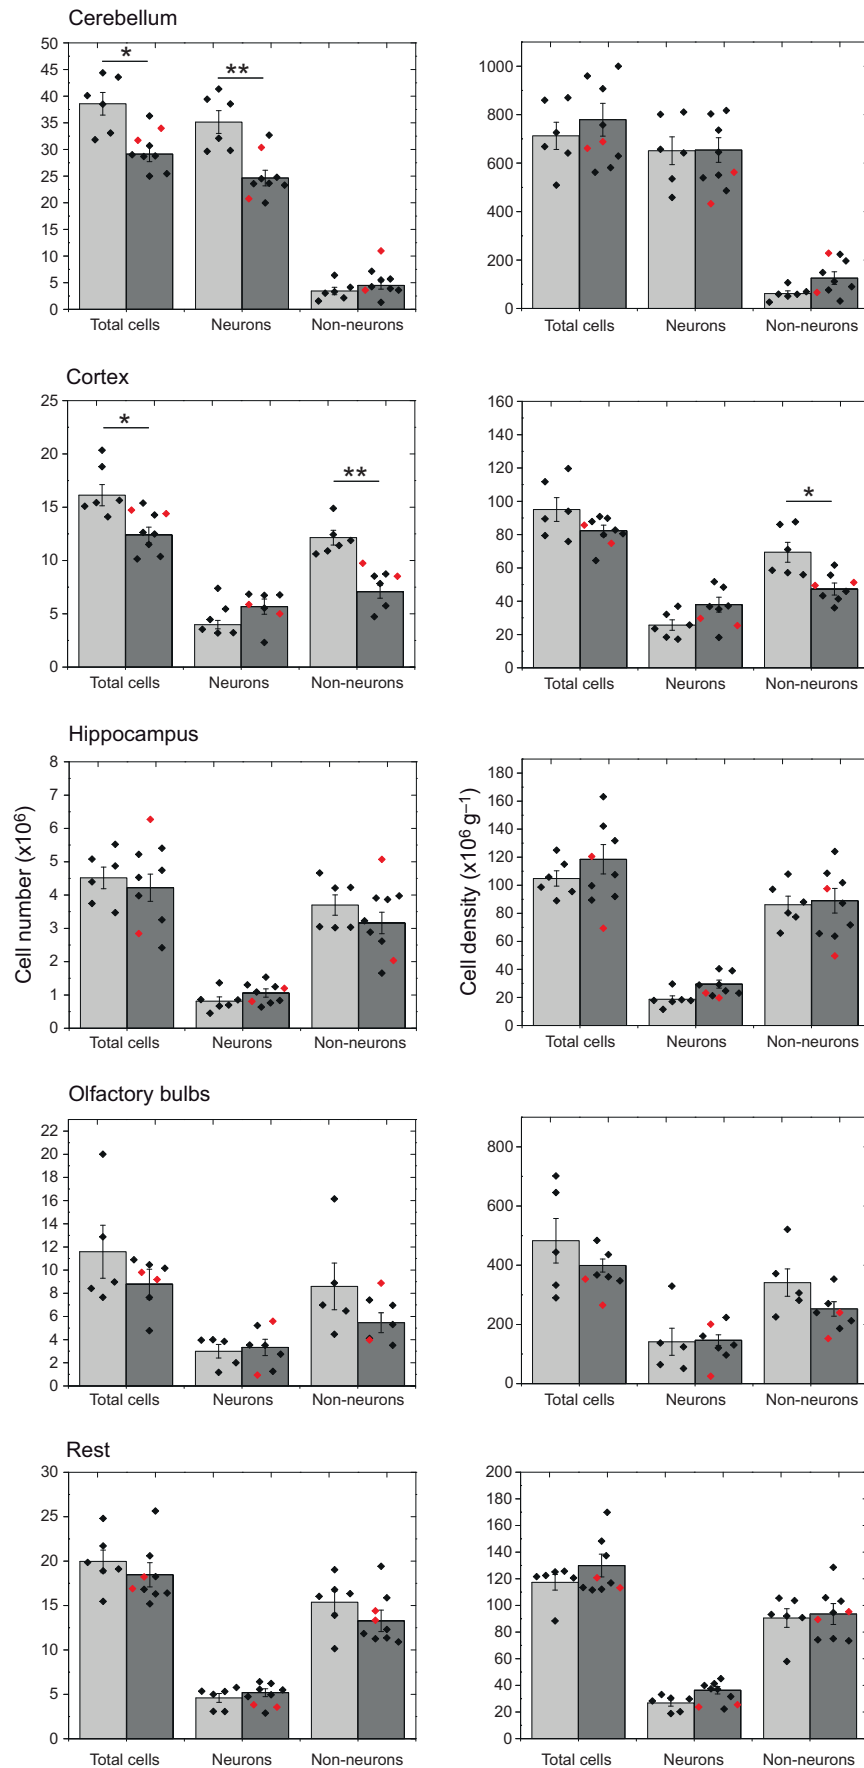 Cerebellum
50
45
40
35
30
25
20
15
10
5
0
*
**
Total cells
Neurons
Non-neurons
1000
800
600
400
200
0
Total cells
Neurons
Non-neurons
Cortex
25
20
15
10
5
0
*
**
Total cells
Neurons
Non-neurons
160
140
120
100
80
60
40
20
0
*
Total cells
Neurons
Non-neurons
Hippocampus
Cell number (x10⁶)
8
7
6
5
4
3
2
1
0
Total cells
Neurons
Non-neurons
Cell density (x10⁶ g⁻¹)
180
160
140
120
100
80
60
40
20
0
Total cells
Neurons
Non-neurons
Olfactory bulbs
22
20
18
16
14
12
10
8
6
4
2
0
Total cells
Neurons
Non-neurons
800
600
400
200
0
Total cells
Neurons
Non-neurons
Rest
30
25
20
15
10
5
0
Total cells
Neurons
Non-neurons
200
180
160
140
120
100
80
60
40
20
0
Total cells
Neurons
Non-neurons